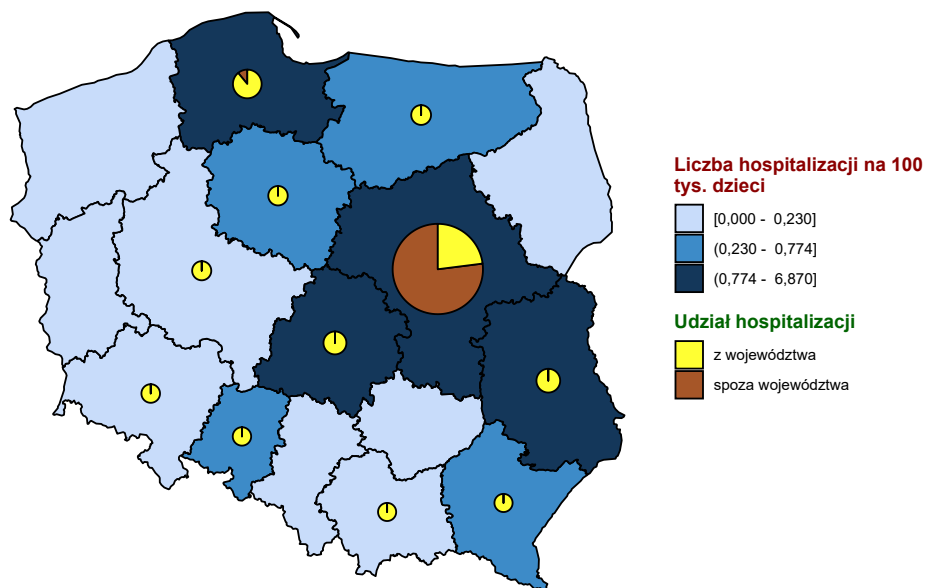 Liczba hospitalizacji na 100
tys. dzieci
[0,000 - 0,230]
(0,230 - 0,774]
(0,774 - 6,870]
Udział hospitalizacji
z województwa
spoza województwa